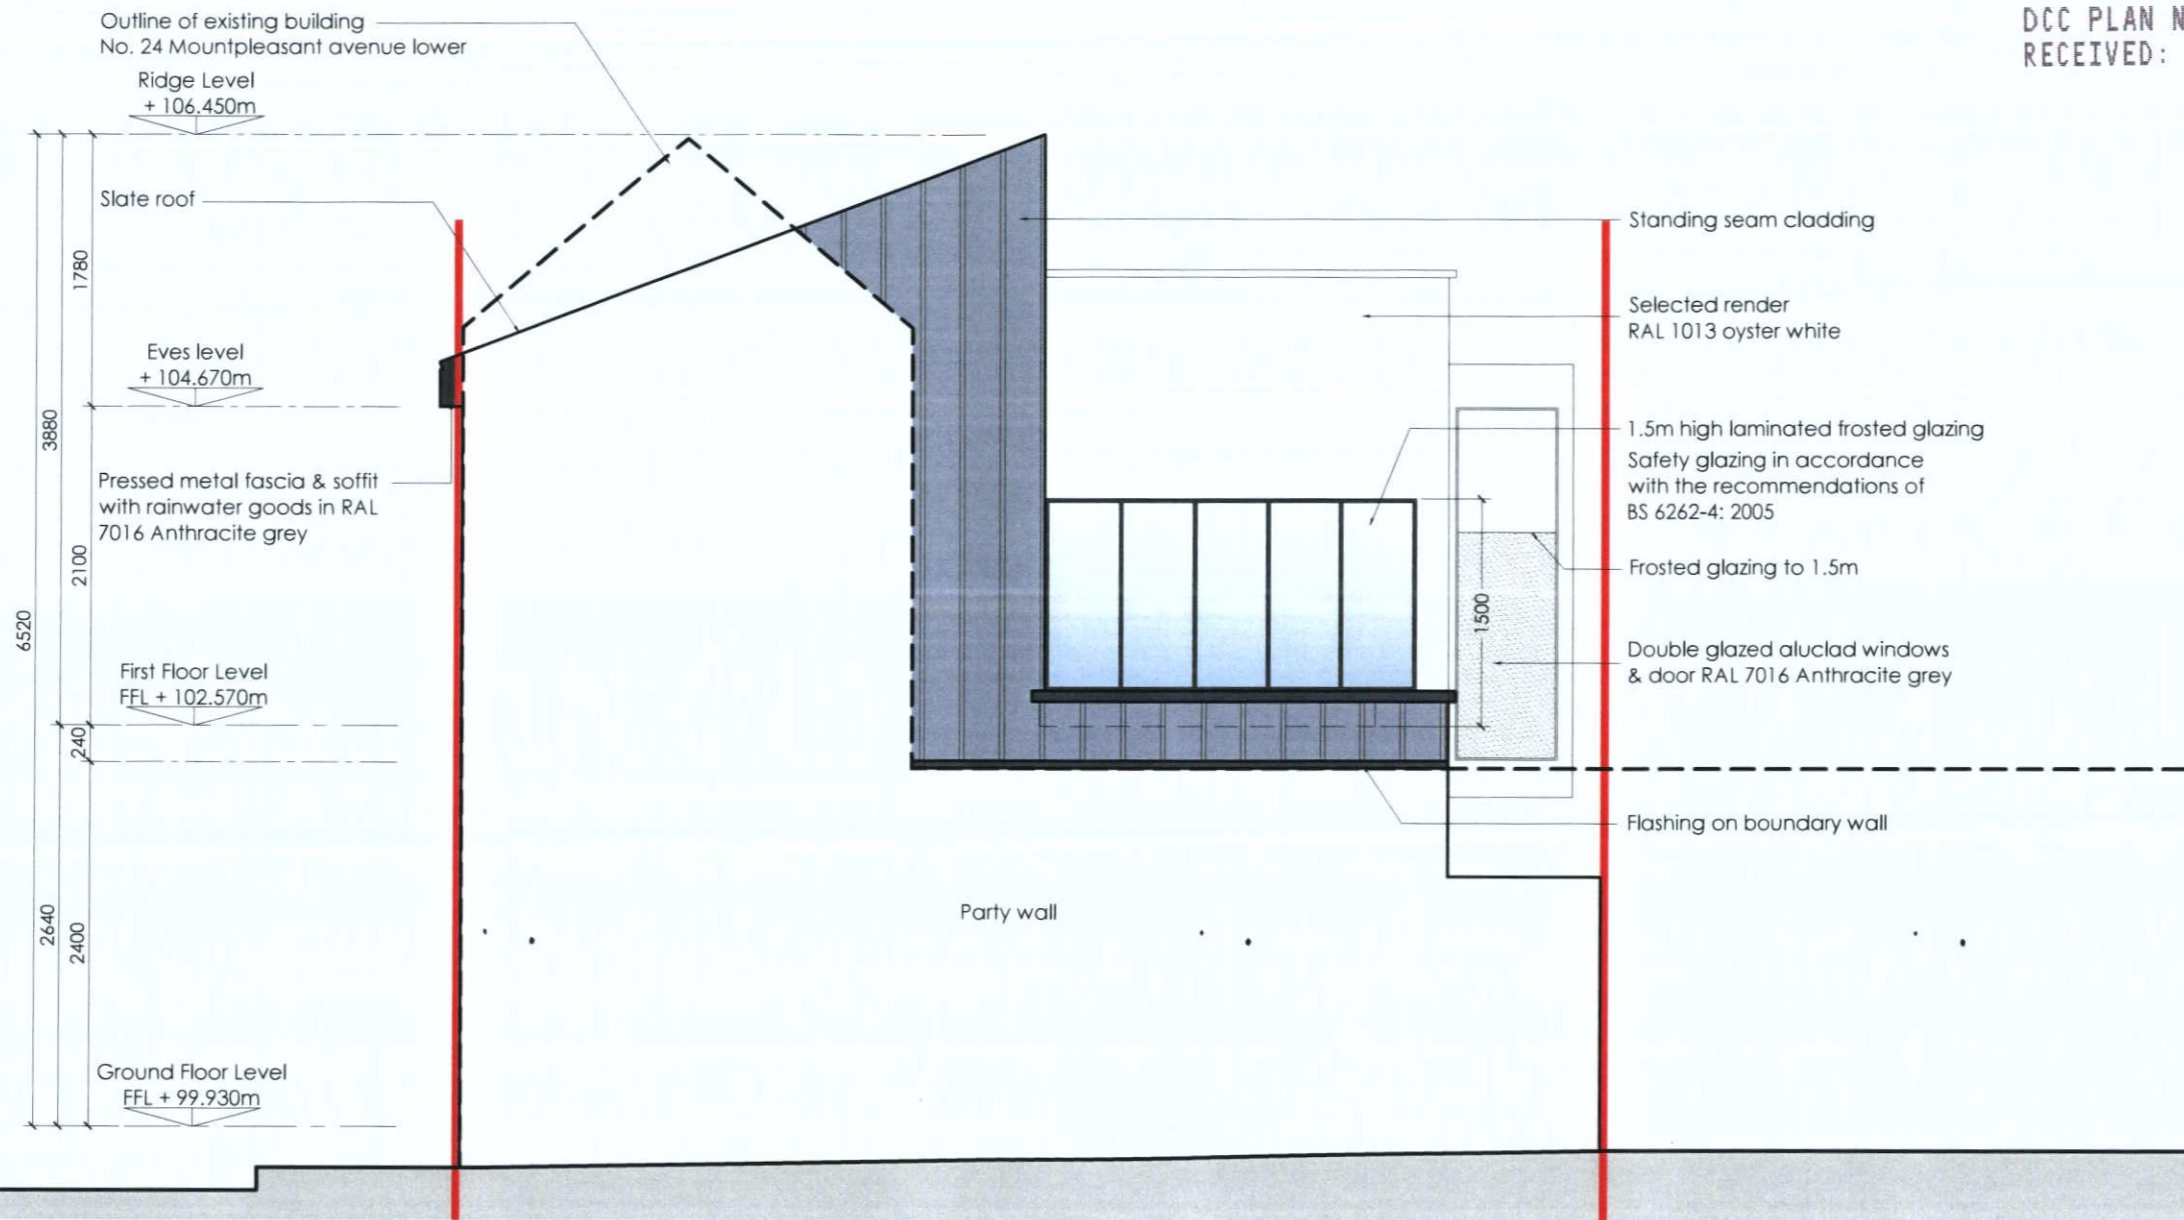 DCC PLAN N
RECEIVED:
Outline of existing building
No. 24 Mountpleasant avenue lower
Ridge Level
+ 106.450m
Slate roof
1780
Eves level
+ 104.670m
3880
Pressed metal fascia & soffit
with rainwater goods in RAL
7016 Anthracite grey
2100
6520
First Floor Level
FFL + 102.570m
240
2640
2400
Ground Floor Level
FFL + 99.930m
Party wall
1500
Standing seam cladding
Selected render
RAL 1013 oyster white
1.5m high laminated frosted glazing
Safety glazing in accordance
with the recommendations of
BS 6262-4: 2005
Frosted glazing to 1.5m
Double glazed aluclad windows
& door RAL 7016 Anthracite grey
Flashing on boundary wall